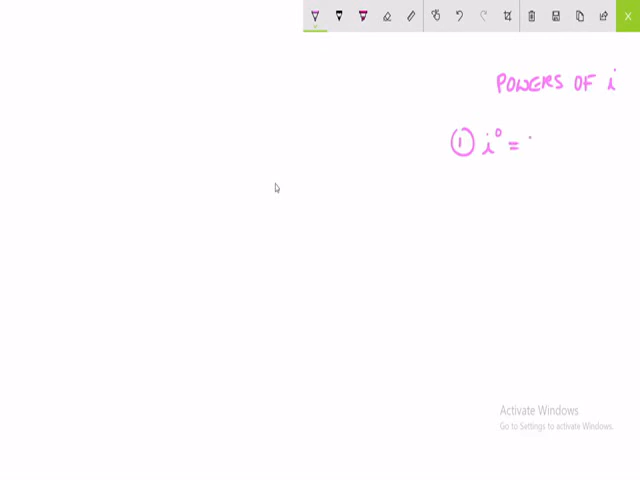 POWERS OF i
① i⁰ =
Activate Windows
Go to Settings to activate Windows.